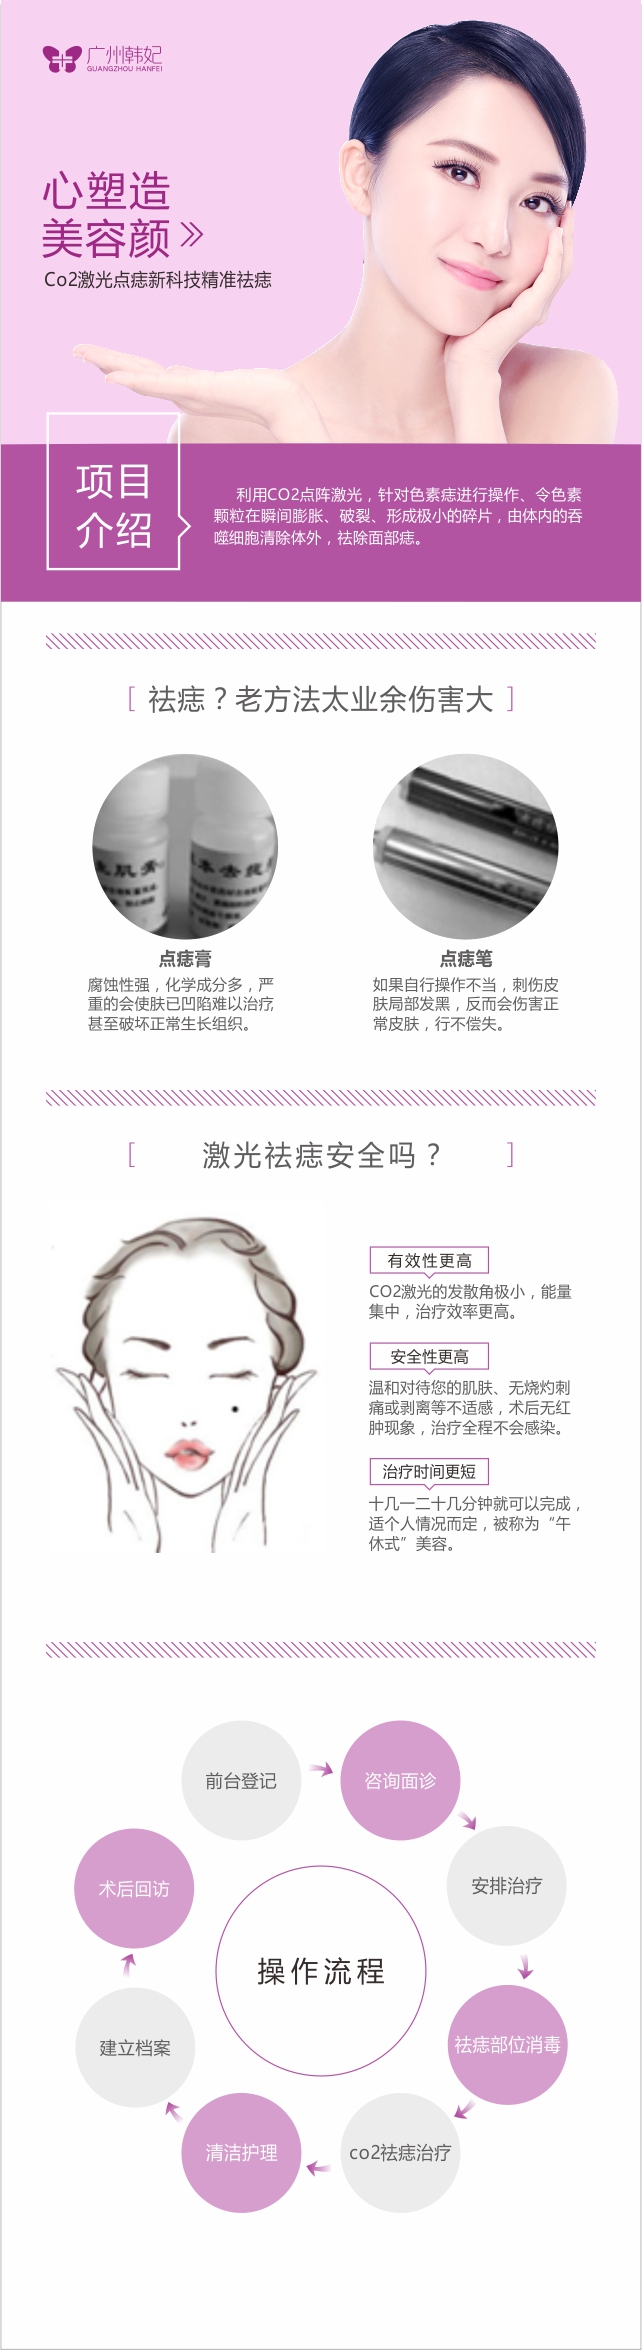 广州韩妃
GUANGZHOU HANFEI
心塑造
美容颜
Co2激光点痣新科技精准祛痣
项目
介绍
利用CO2点阵激光，针对色素痣进行操作、令色素
颗粒在瞬间膨胀、破裂、形成极小的碎片，由体内的吞
噬细胞清除体外，祛除面部痣。
[ 祛痣？老方法太业余伤害大 ]
点痣膏
腐蚀性强，化学成分多，严
重的会使肤已凹陷难以治疗
甚至破坏正常生长组织。
点痣笔
如果自行操作不当，刺伤皮
肤局部发黑，反而会伤害正
常皮肤，行不偿失。
[ 激光祛痣安全吗？ ]
有效性更高
CO2激光的发散角极小，能量
集中，治疗效率更高。
安全性更高
温和对待您的肌肤、无烧灼刺
痛或剥离等不适感，术后无红
肿现象，治疗全程不会感染。
治疗时间更短
十几一二十几分钟就可以完成，
适个人情况而定，被称为“午
休式”美容。
操作流程
前台登记
咨询面诊
安排治疗
祛痣部位消毒
co2祛痣治疗
清洁护理
建立档案
术后回访